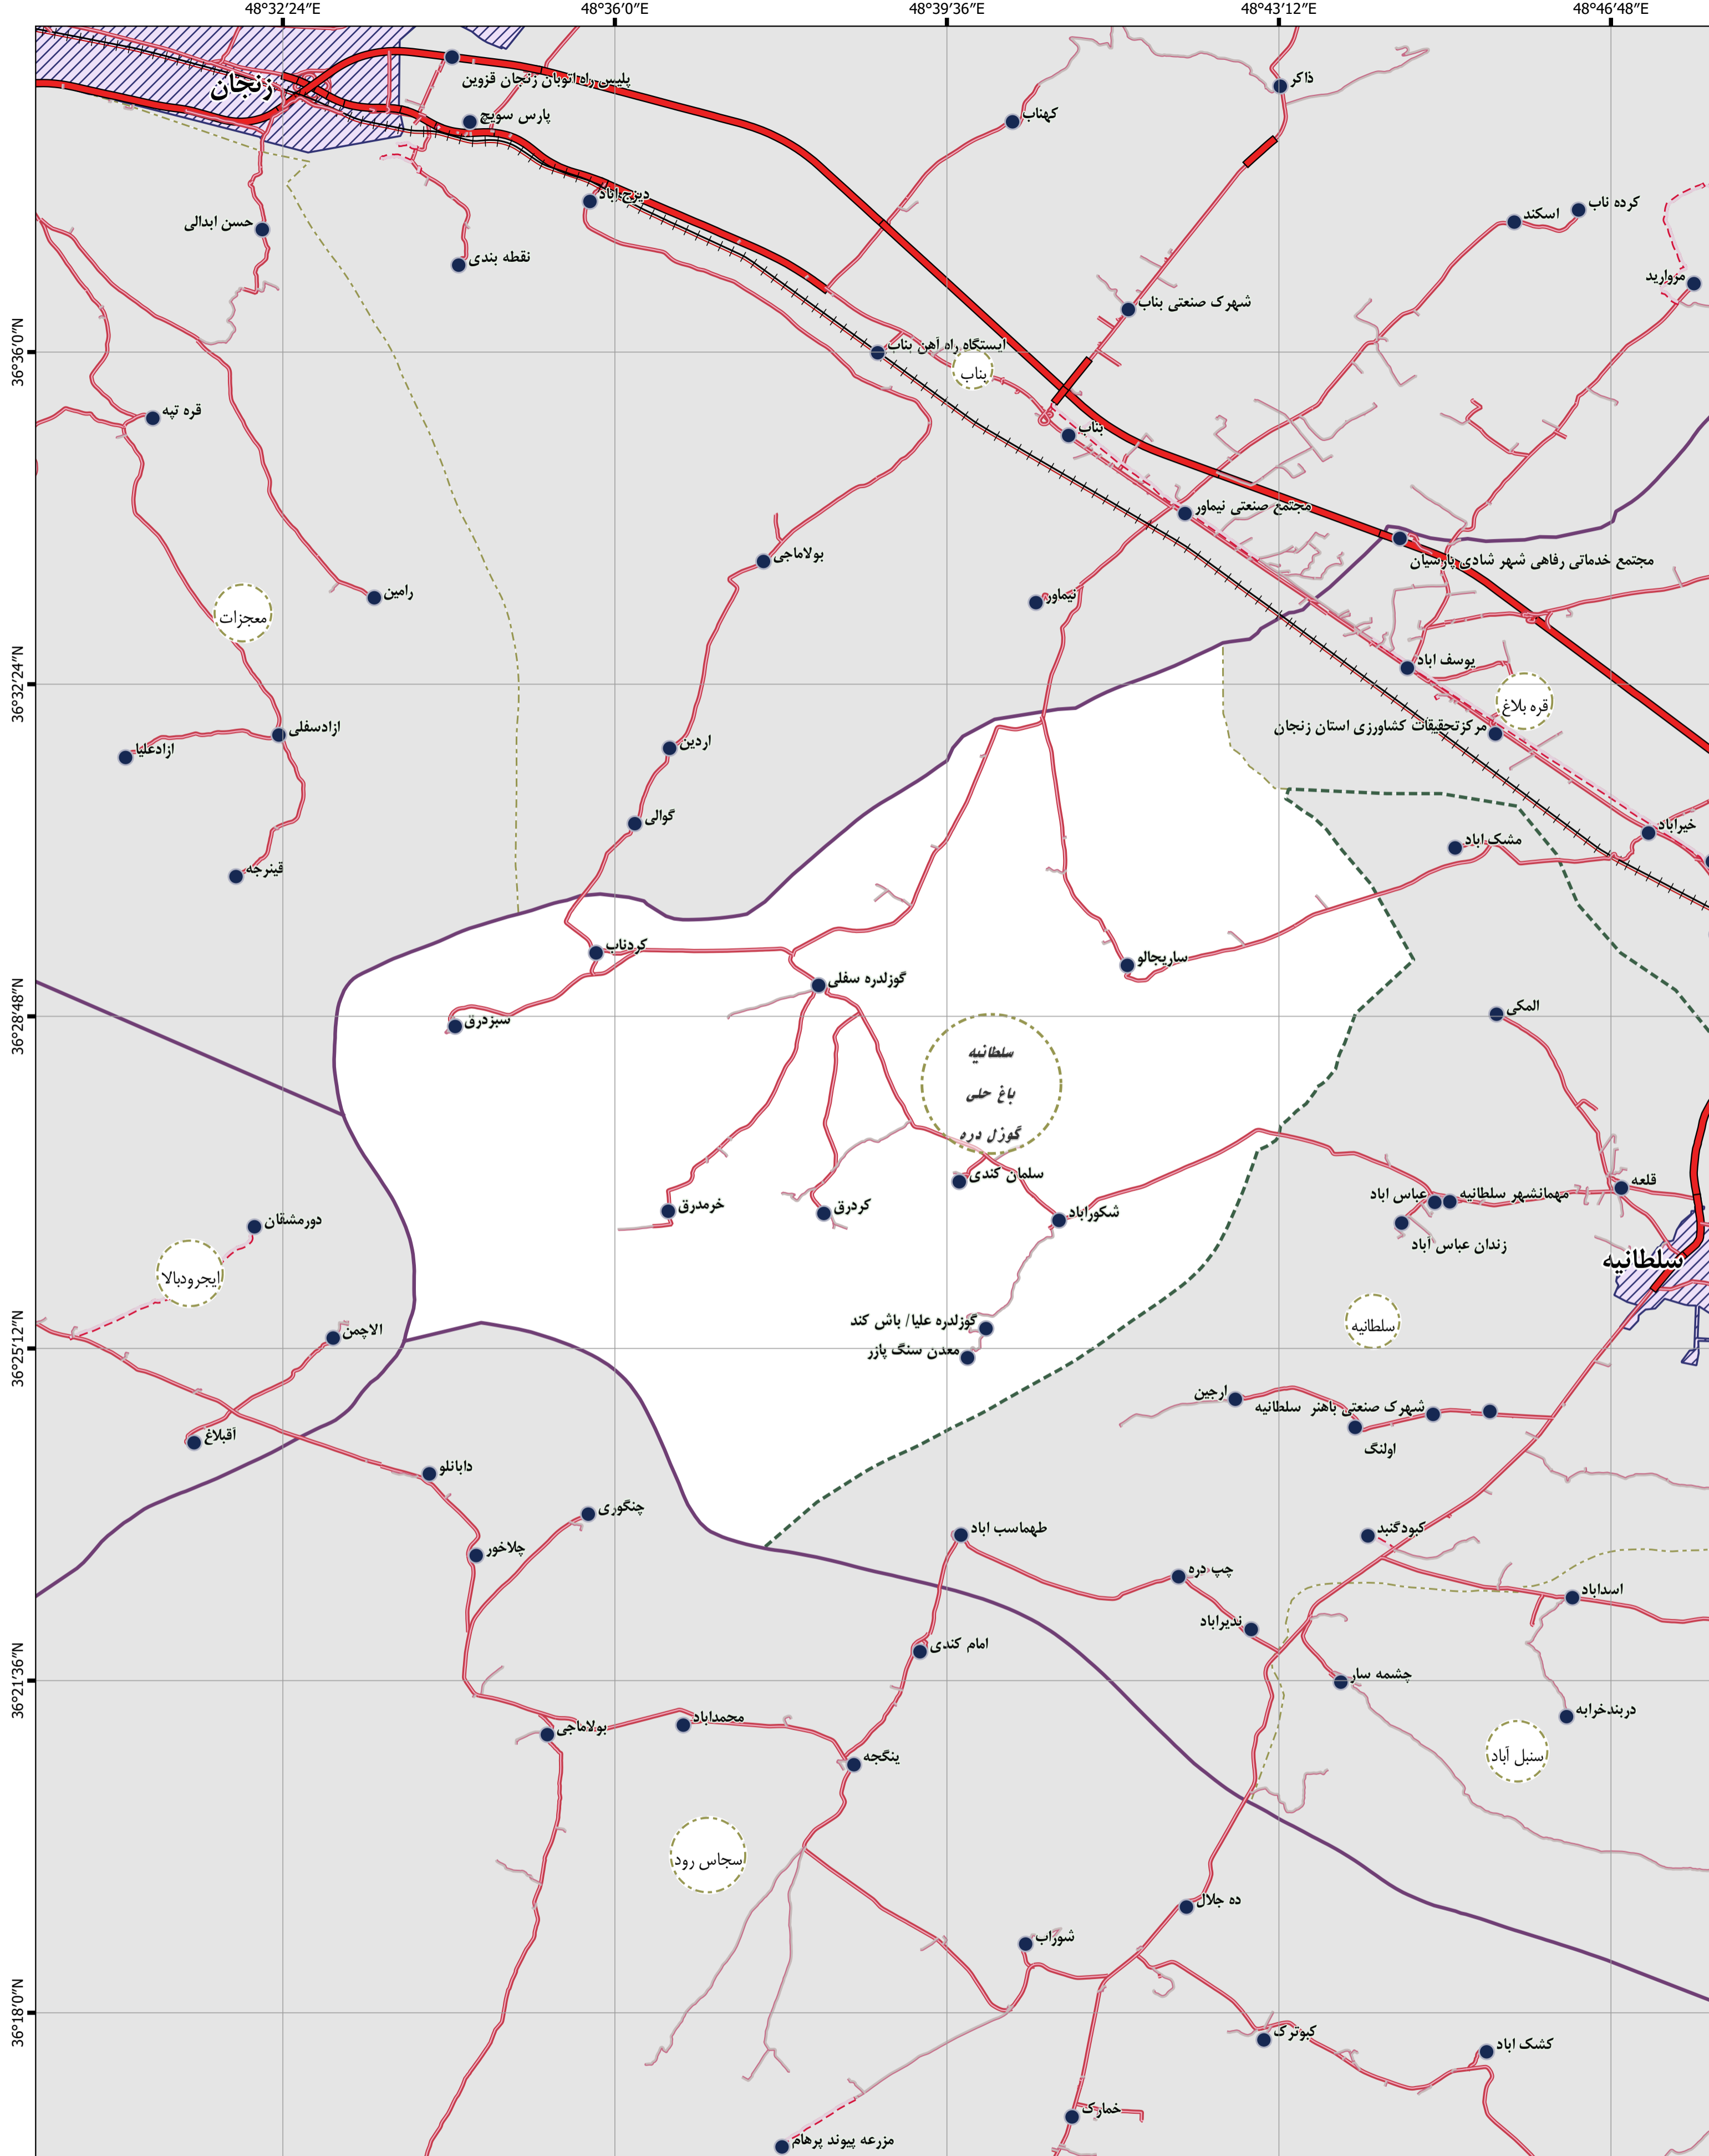 48°32′24″E
48°36′0″E
48°39′36″E
48°43′12″E
48°46′48″E
زنجان
پلیس راه اتوبان زنجان قزوین
ذاکر
پارس سویچ
کهناب
دیزج اباد
کرده ناب
اسکند
حسن ابدالی
نقطه بندی
مروارید
شهرک صنعتی بناب
36°36′0″N
ایستگاه راه آهن بناب
بناب
قره تپه
بناب
مجتمع صنعتی نیماور
بولاماجی
مجتمع خدماتی رفاهی شهر شادی پارسیان
رامین
نیماور
معجزات
یوسف اباد
36°32′24″N
قره بلاغ
ازادسفلی
مرکزتحقیقات کشاورزی استان زنجان
ازادعلیا
اردین
گوالی
خیراباد
مشک اباد
قینرجه
کردناب
ساریجالو
گوزلدره سفلی
36°28′48″N
المکی
سبزدرق
سلطانیه
باغ حلی
گوزل دره
سلمان کندی
قلعه
عباس اباد
مهمانشهر سلطانیه
خرمدرق
کردرق
شکوراباد
دورمشقان
زندان عباس آباد
سلطانیه
ایجرودبالا
36°25′12″N
گوزلدره علیا/ باش کند
سلطانیه
الاچمن
معدن سنگ پازر
ارجین
شهرک صنعتی باهنر سلطانیه
آقبلاغ
اولنگ
دابانلو
چنگوری
طهماسب اباد
کبودگنبد
چلاخور
چپ دره
اسداباد
ندیراباد
امام کندی
36°21′36″N
چشمه سار
دربندخرابه
محمداباد
بولاماجی
سنبل آباد
ینگجه
سجاس رود
ده جلال
شوراب
36°18′0″N
کبوترک
کشک اباد
خمارک
مزرعه پیوند پرهام